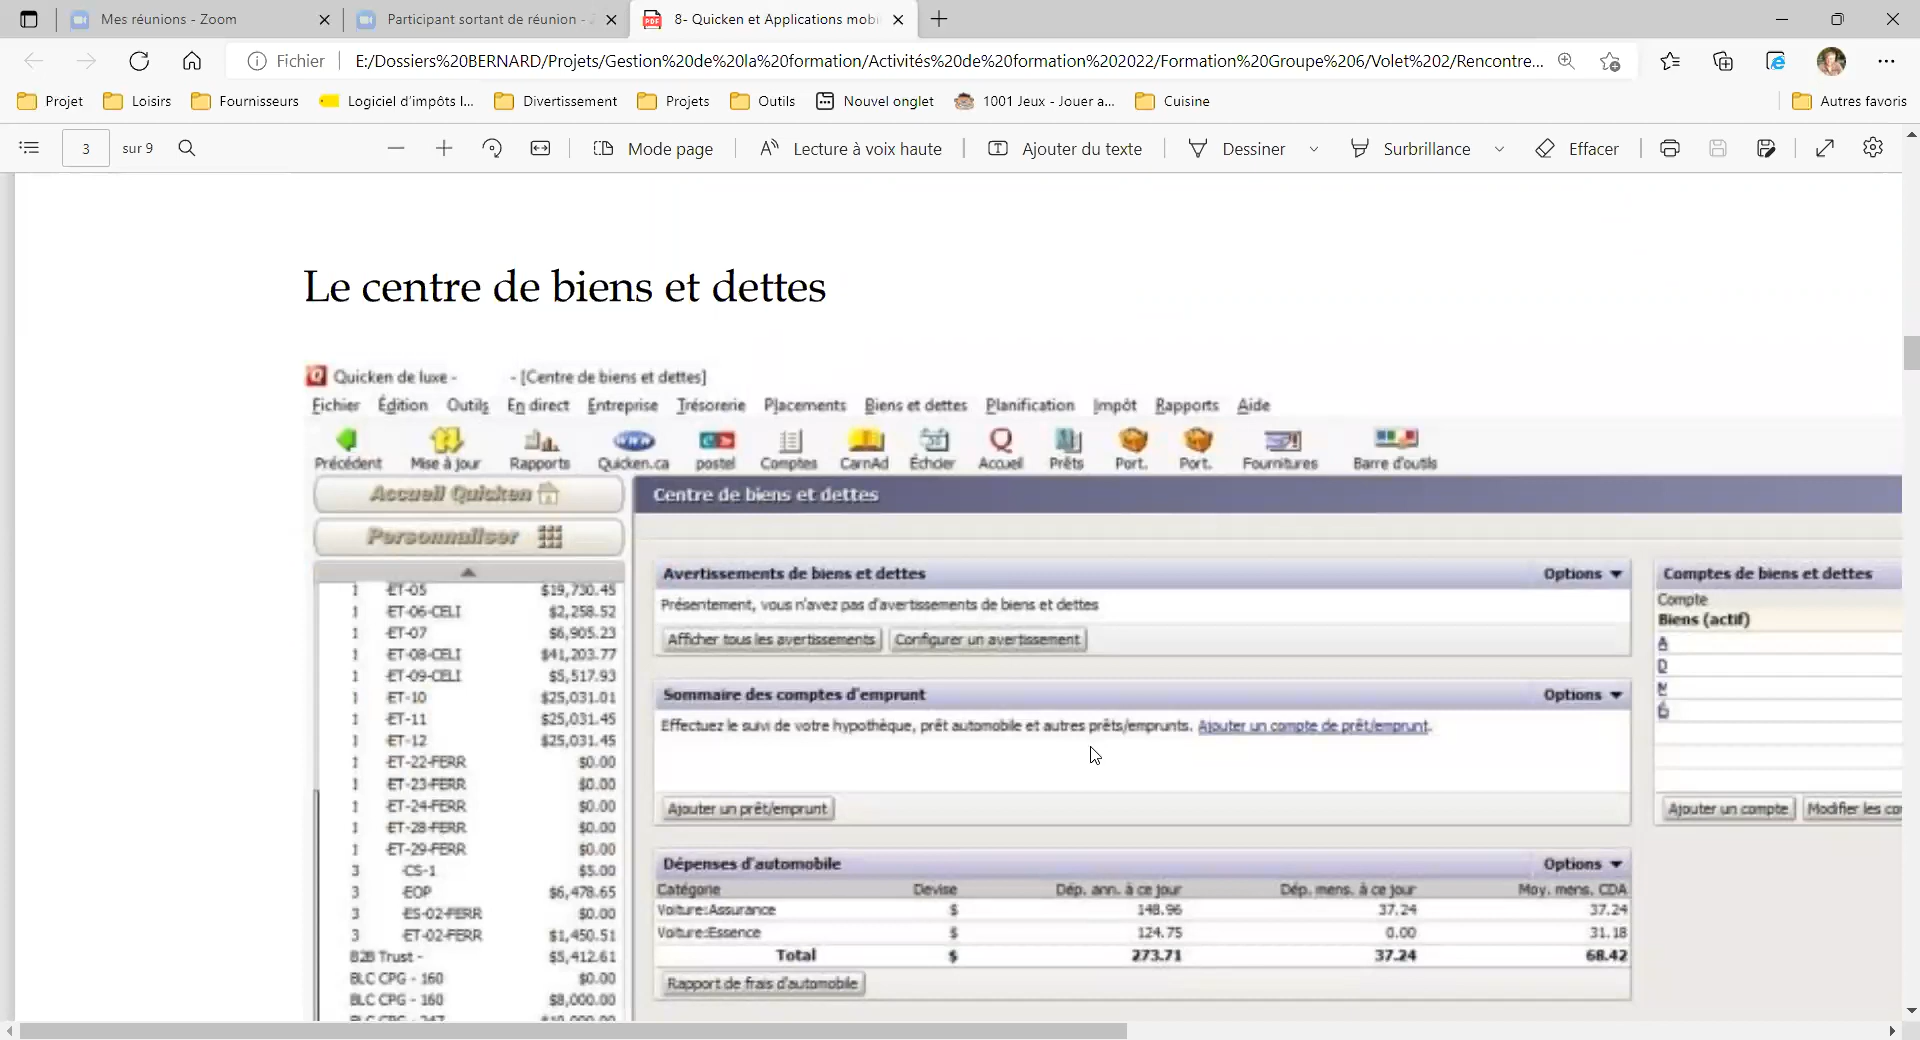 Mes réunions - Zoom
Participant sortant de réunion -
8- Quicken et Applications mobi
Fichier E:/Dossiers%20BERNARD/Projets/Gestion%20de%20la%20formation/Activités%20de%20formation%202022/Formation%20Groupe%206/Volet%202/Rencontre...
Projet Loisirs Fournisseurs Logiciel d'impôts I... Divertissement Projets Outils Nouvel onglet 1001 Jeux - Jouer a... Cuisine Autres favoris
3 sur 9 Mode page Lecture à voix haute Ajouter du texte Dessiner Surbrillance Effacer
Le centre de biens et dettes
Quicken de luxe - - [Centre de biens et dettes]
Fichier Édition Outils En direct Entreprise Trésorerie Placements Biens et dettes Planification Impôt Rapports Aide
Précédent Mise à jour Rapports Quicken.ca postel Comptes CarnAd Échcier Accueil Prêts Port. Port. Fournitures Barre d'outils
Accueil Quicken
Personnaliser
1 ET-05 $19,730.45
1 ET-06-CELI $2,258.52
1 ET-07 $6,905.23
1 ET-08-CELI $41,203.77
1 ET-09-CELI $5,517.93
1 ET-10 $25,031.01
1 ET-11 $25,031.45
1 ET-12 $25,031.45
1 ET-22-FERR $0.00
1 ET-23-FERR $0.00
1 ET-24-FERR $0.00
1 ET-28-FERR $0.00
1 ET-29-FERR $0.00
3 CS-1 $5.00
3 EOP $6,478.65
3 ES-02-FERR $0.00
3 ET-02-FERR $1,450.51
B2B Trust - $5,412.61
BLC CPG - 160 $0.00
BLC CPG - 160 $8,000.00
Centre de biens et dettes
Avertissements de biens et dettes Options
Présentement, vous n'avez pas d'avertissements de biens et dettes
Afficher tous les avertissements Configurer un avertissement
Sommaire des comptes d'emprunt Options
Effectuez le suivi de votre hypothèque, prêt automobile et autres prêts/emprunts. Ajouter un compte de prêt/emprunt.
Ajouter un prêt/emprunt
Dépenses d'automobile Options
Catégorie Devise Dép. ann. à ce jour Dép. mens. à ce jour Moy. mens. CDA
Voiture:Assurance $ 148.96 37.24 37.24
Voiture:Essence $ 124.75 0.00 31.18
Total $ 273.71 37.24 68.42
Rapport de frais d'automobile
Comptes de biens et dettes
Compte
Biens (actif)
A
D
M
É
Ajouter un compte Modifier les co